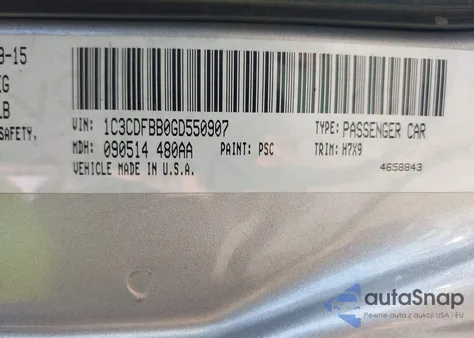 9-15
KG
LB
SAFETY,
VIN: 1C3CDFBB0GD550907
TYPE: PASSENGER CAR
MDH: 090514 480AA
PAINT: PSC
TRIM: H7X9
VEHICLE MADE IN U.S.A.
4658843
autoSnap
Pewne auta z aukcji USA i EU